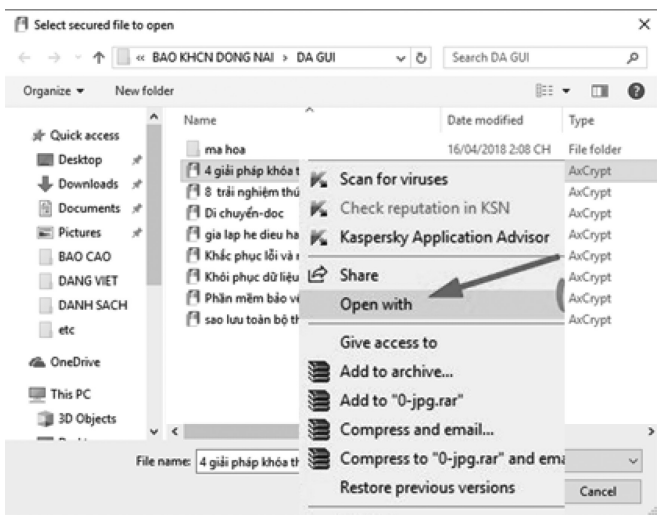 Select secured file to open
« BAO KHCN DONG NAI > DA GUI
Search DA GUI
Organize
New folder
Name
Date modified
Type
Quick access
Desktop
Downloads
Documents
Pictures
BAO CAO
DANG VIET
DANH SACH
etc
OneDrive
This PC
3D Objects
ma hoa
16/04/2018 2:08 CH
File folder
4 giải pháp khóa t
AxCrypt
8 trải nghiệm thú
AxCrypt
Di chuyển-doc
AxCrypt
gia lap he dieu ha
AxCrypt
Khắc phục lỗi và
AxCrypt
Khôi phục dữ liệu
AxCrypt
Phần mềm bảo vệ
AxCrypt
sao lưu toàn bộ th
AxCrypt
Scan for viruses
Check reputation in KSN
Kaspersky Application Advisor
Share
Open with
Give access to
Add to archive...
Add to "0-jpg.rar"
Compress and email...
Compress to "0-jpg.rar" and ema
Restore previous versions
File name:
4 giải pháp khóa th
Cancel